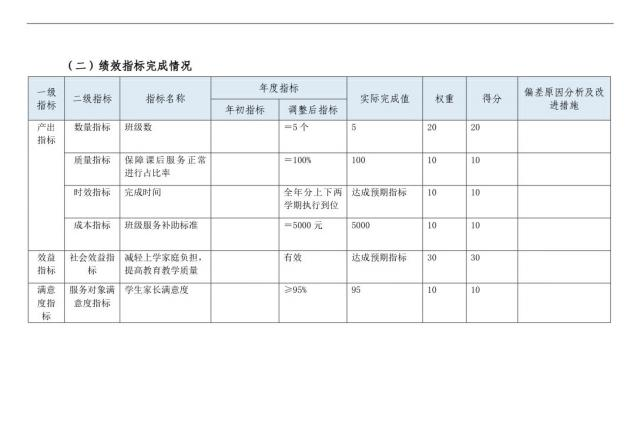 （二）绩效指标完成情况
一级
指标
二级指标
指标名称
年度指标
年初指标
调整后指标
实际完成值
权重
得分
偏差原因分析及改
进措施
产出
指标
数量指标
班级数
＝5 个
5
20
20
质量指标
保障课后服务正常
进行占比率
＝100%
100
10
10
时效指标
完成时间
全年分上下两
学期执行到位
达成预期指标
10
10
成本指标
班级服务补助标准
＝5000 元
5000
10
10
效益
指标
社会效益指
标
减轻上学家庭负担，
提高教育教学质量
有效
达成预期指标
30
30
满意
度指
标
服务对象满
意度指标
学生家长满意度
≥95%
95
10
10